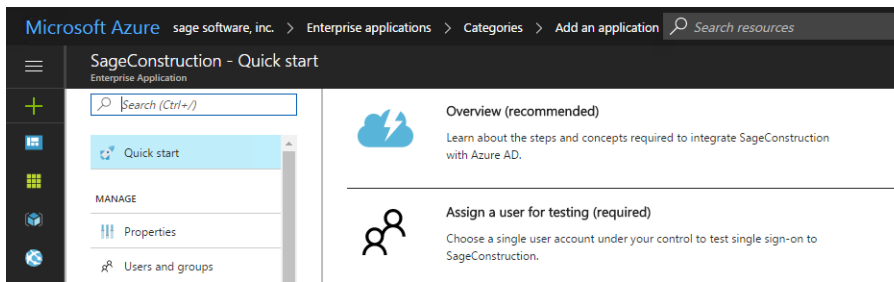 Microsoft Azure sage software, inc. > Enterprise applications > Categories > Add an application Search resources
SageConstruction - Quick start
Enterprise Application
Search (Ctrl+/)
Quick start
MANAGE
Properties
Users and groups
Overview (recommended)
Learn about the steps and concepts required to integrate SageConstruction
with Azure AD.
Assign a user for testing (required)
Choose a single user account under your control to test single sign-on to
SageConstruction.